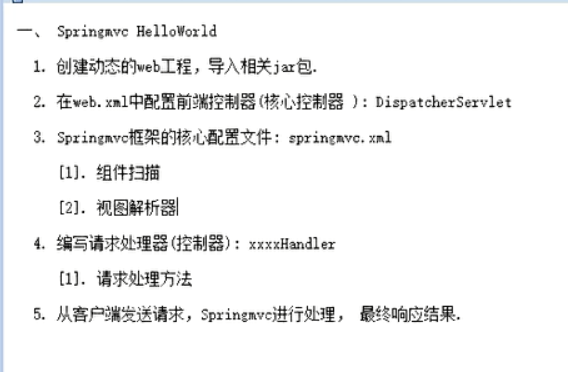 一、 Springmvc HelloWorld
1. 创建动态的web工程，导入相关jar包.
2. 在web.xml中配置前端控制器(核心控制器 )：DispatcherServlet
3. Springmvc框架的核心配置文件: springmvc.xml
[1]. 组件扫描
[2]. 视图解析器
4. 编写请求处理器(控制器)：xxxxHandler
[1]. 请求处理方法
5. 从客户端发送请求，Springmvc进行处理， 最终响应结果.